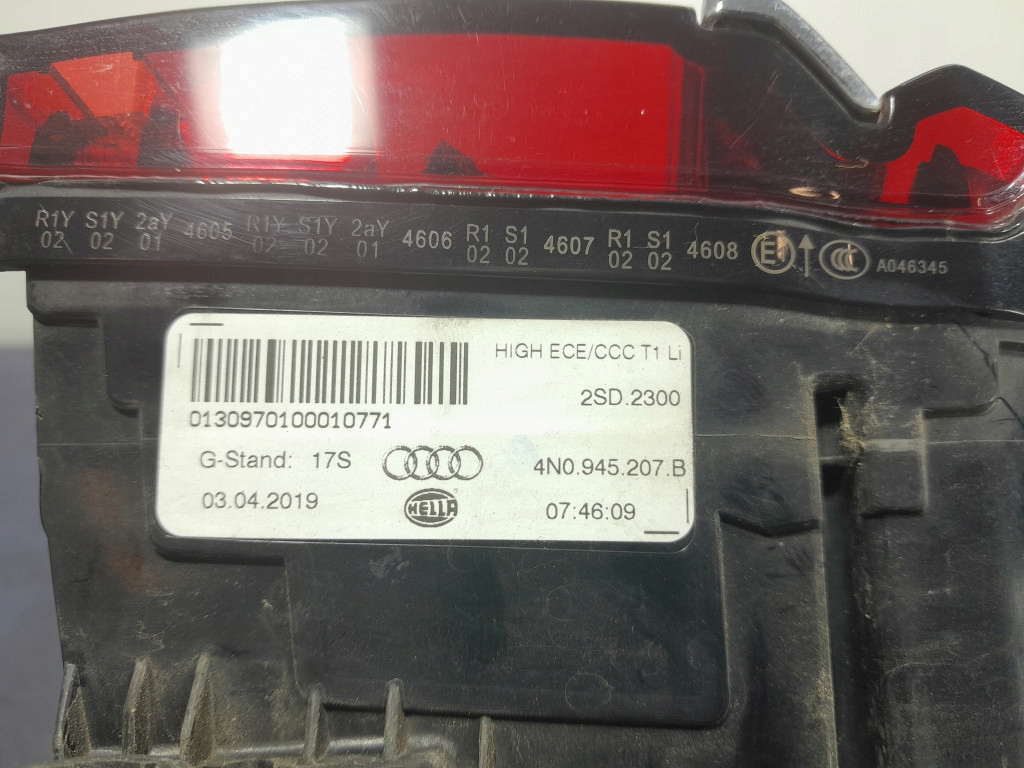 R1Y S1Y 2aY 4605 R1Y S1Y 2aY 4606 R1 S1 4607 R1 S1 4608 E1 CCC A046345
02 02 01 02 02 01 02 02 02 02
HIGH ECE/CCC T1 Li
2SD.2300
0130970100010771
G-Stand: 17S 4N0.945.207.B
03.04.2019 HELLA 07:46:09